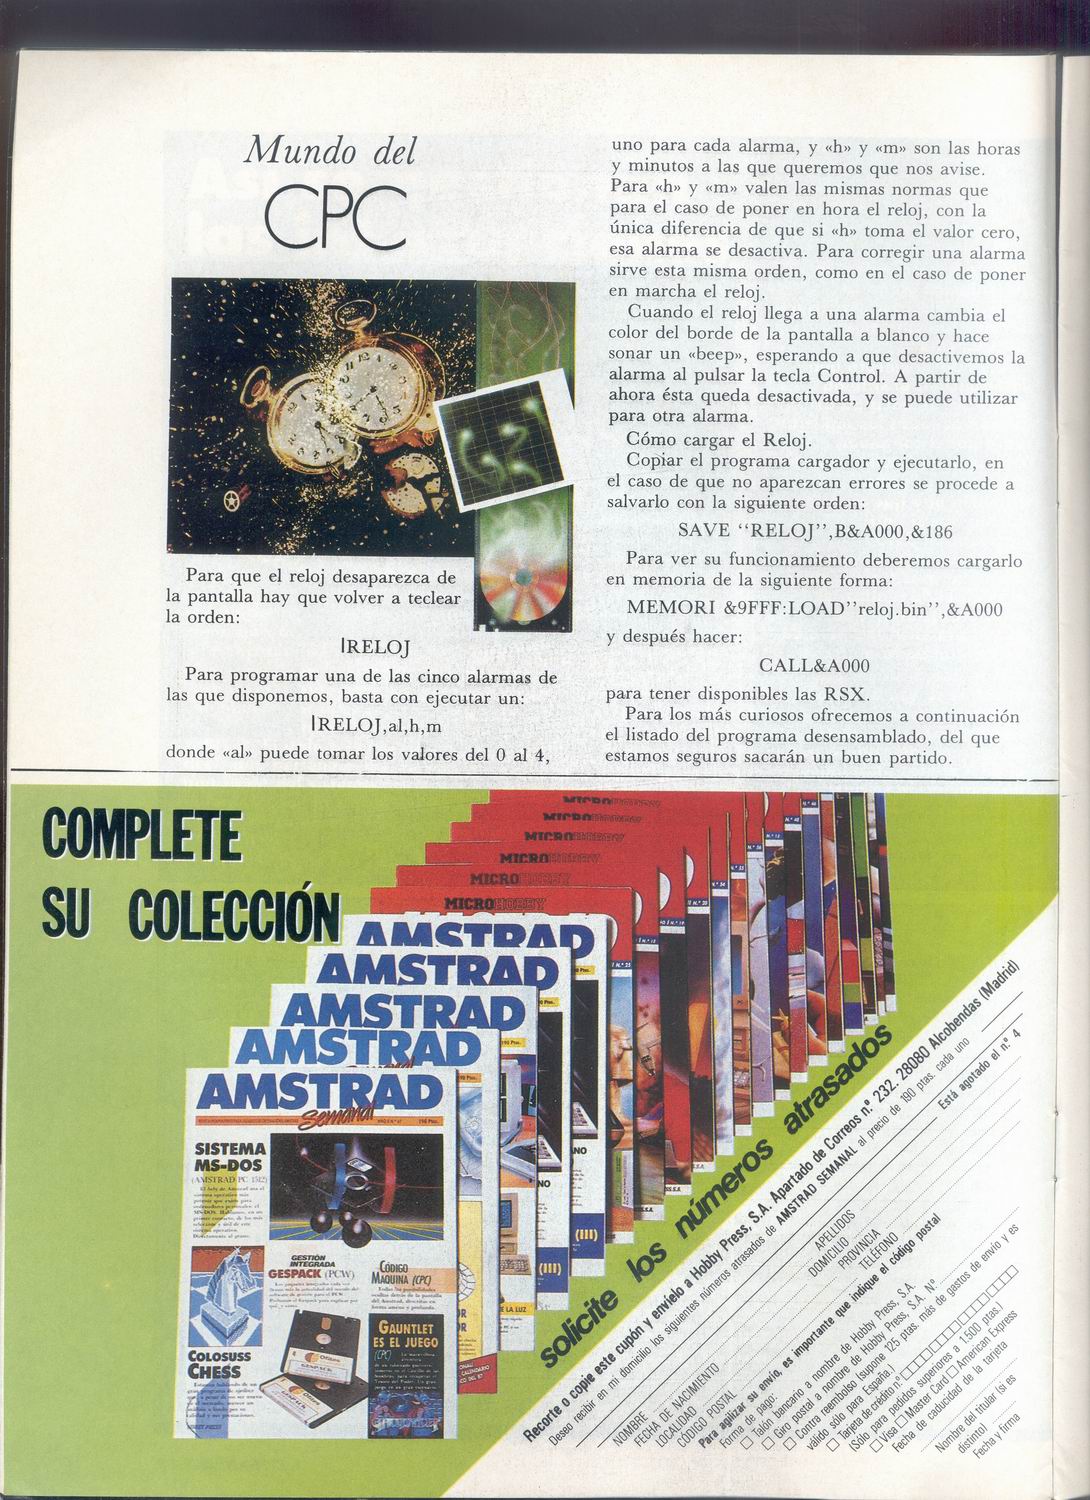 Mundo del
CPC
Para que el reloj desaparezca de
la pantalla hay que volver a teclear
la orden:
|RELOJ
Para programar una de las cinco alarmas de
las que disponemos, basta con ejecutar un:
|RELOJ,al,h,m
donde «al» puede tomar los valores del 0 al 4,
uno para cada alarma, y «h» y «m» son las horas
y minutos a las que queremos que nos avise.
Para «h» y «m» valen las mismas normas que
para el caso de poner en hora el reloj, con la
única diferencia de que si «h» toma el valor cero,
esa alarma se desactiva. Para corregir una alarma
sirve esta misma orden, como en el caso de poner
en marcha el reloj.
Cuando el reloj llega a una alarma cambia el
color del borde de la pantalla a blanco y hace
sonar un «beep», esperando a que desactivemos la
alarma al pulsar la tecla Control. A partir de
ahora ésta queda desactivada, y se puede utilizar
para otra alarma.
Cómo cargar el Reloj.
Copiar el programa cargador y ejecutarlo, en
el caso de que no aparezcan errores se procede a
salvarlo con la siguiente orden:
SAVE ‘‘RELOJ’’,B&A000,&186
Para ver su funcionamiento deberemos cargarlo
en memoria de la siguiente forma:
MEMORI &9FFF:LOAD’’reloj.bin’’,&A000
y después hacer:
CALL&A000
para tener disponibles las RSX.
Para los más curiosos ofrecemos a continuación
el listado del programa desensamblado, del que
estamos seguros sacarán un buen partido.
COMPLETE
SU COLECCIÓN
MICROHOBBY
MICROHOBBY
MICROHOBBY
MICROHOBBY
MICROHOBBY
MICROHOBBY
AMSTRAD
AMSTRAD
AMSTRAD
AMSTRAD
AMSTRAD
Semanal
SISTEMA
MS-DOS
(AMSTRAD PC 1512)
GESTIÓN
INTEGRADA
GESPACK (PCW)
CÓDIGO
MAQUINA (CPC)
GAUNTLET
ES EL JUEGO
(CPC)
COLOSUSS
CHESS
HOBBY PRESS
(III)
(III)
E LA LUZ
solicite los números atrasados
Recorte o copie este cupón y envíelo a Hobby Press, S.A. Apartado de Correos n.º 232. 28080 Alcobendas (Madrid)
Deseo recibir en mi domicilio los siguientes números atrasados de AMSTRAD SEMANAL al precio de 190 ptas. cada uno
Está agotado el n.º 4
NOMBRE
APELLIDOS
FECHA DE NACIMIENTO
DOMICILIO
LOCALIDAD
PROVINCIA
CÓDIGO POSTAL
TELÉFONO
Para agilizar su envío, es importante que indique el código postal
Forma de pago:
Talón bancario a nombre de Hobby Press, S.A.
Giro postal a nombre de Hobby Press, S.A. N.º
Contra reembolso (supone 125 ptas. más de gastos de envío y es
válido sólo para España)
Tarjeta de crédito n.º
(Sólo para pedidos superiores a 1.500 ptas.)
Visa Master Card American Express
Fecha de caducidad de la tarjeta
Nombre del titular (si es
distinto)
Fecha y firma